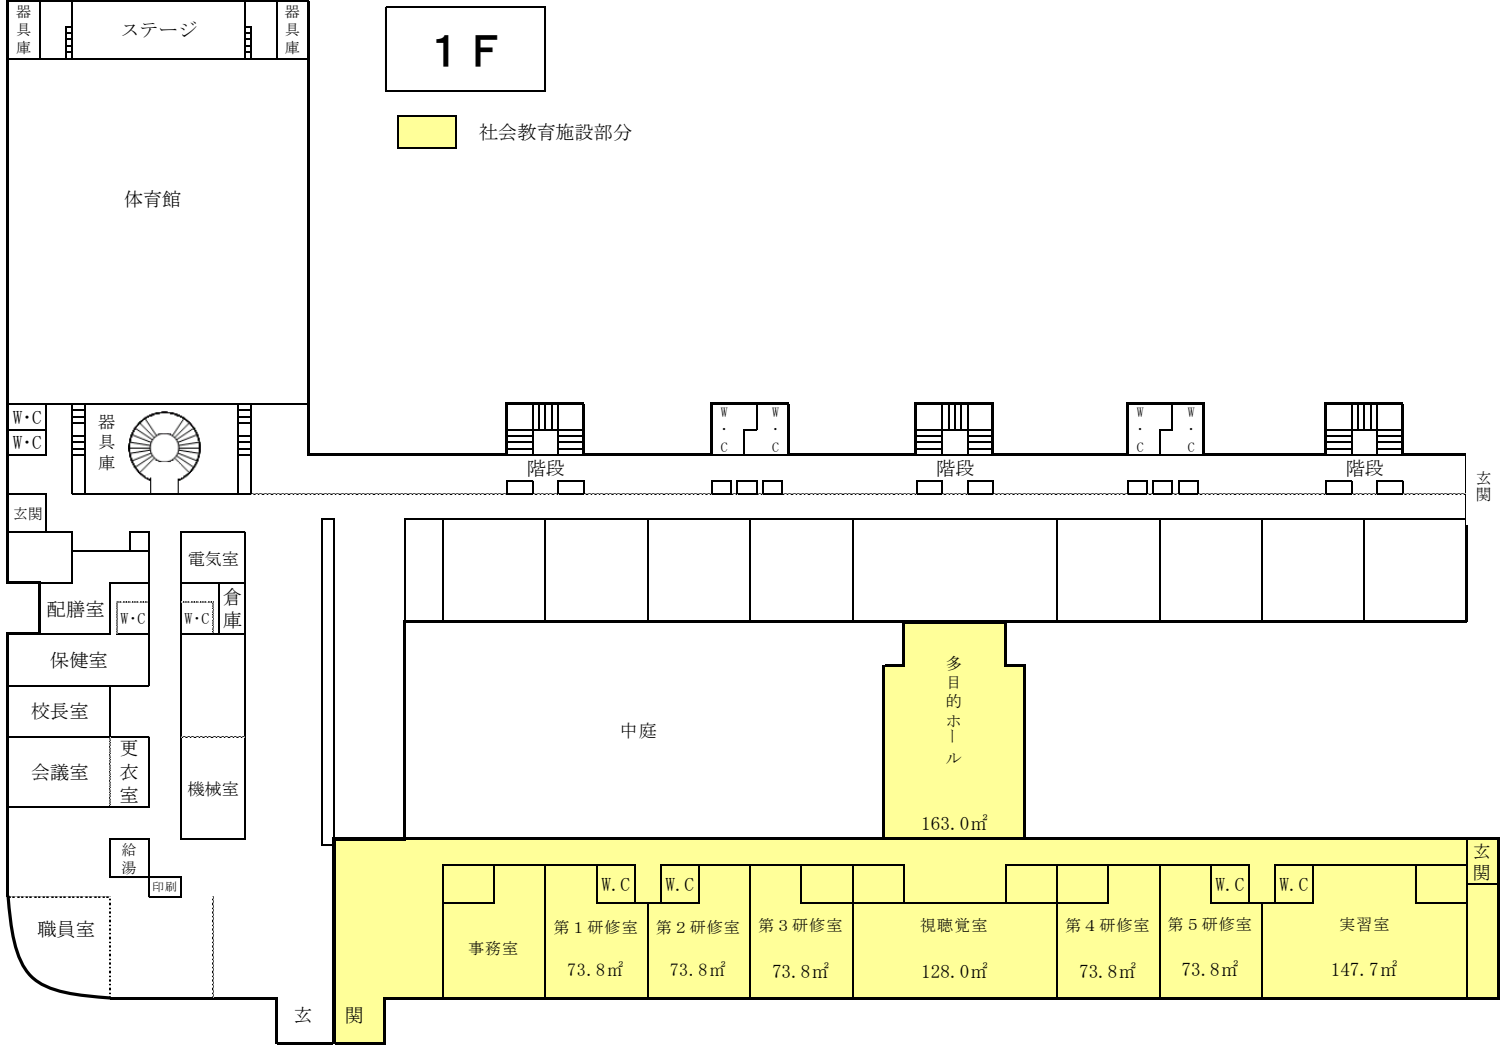 器具庫
ステージ
器具庫
１Ｆ
社会教育施設部分
体育館
W・C
W・C
器具庫
W・C
W・C
W・C
W・C
階段
階段
階段
玄関
玄関
電気室
倉庫
配膳室
W・C
W・C
保健室
校長室
会議室
更衣室
機械室
給湯
印刷
職員室
中庭
多目的ホール
163.0㎡
玄関
W.C
W.C
W.C
W.C
事務室
第１研修室
73.8㎡
第２研修室
73.8㎡
第３研修室
73.8㎡
視聴覚室
128.0㎡
第４研修室
73.8㎡
第５研修室
73.8㎡
実習室
147.7㎡
玄　関